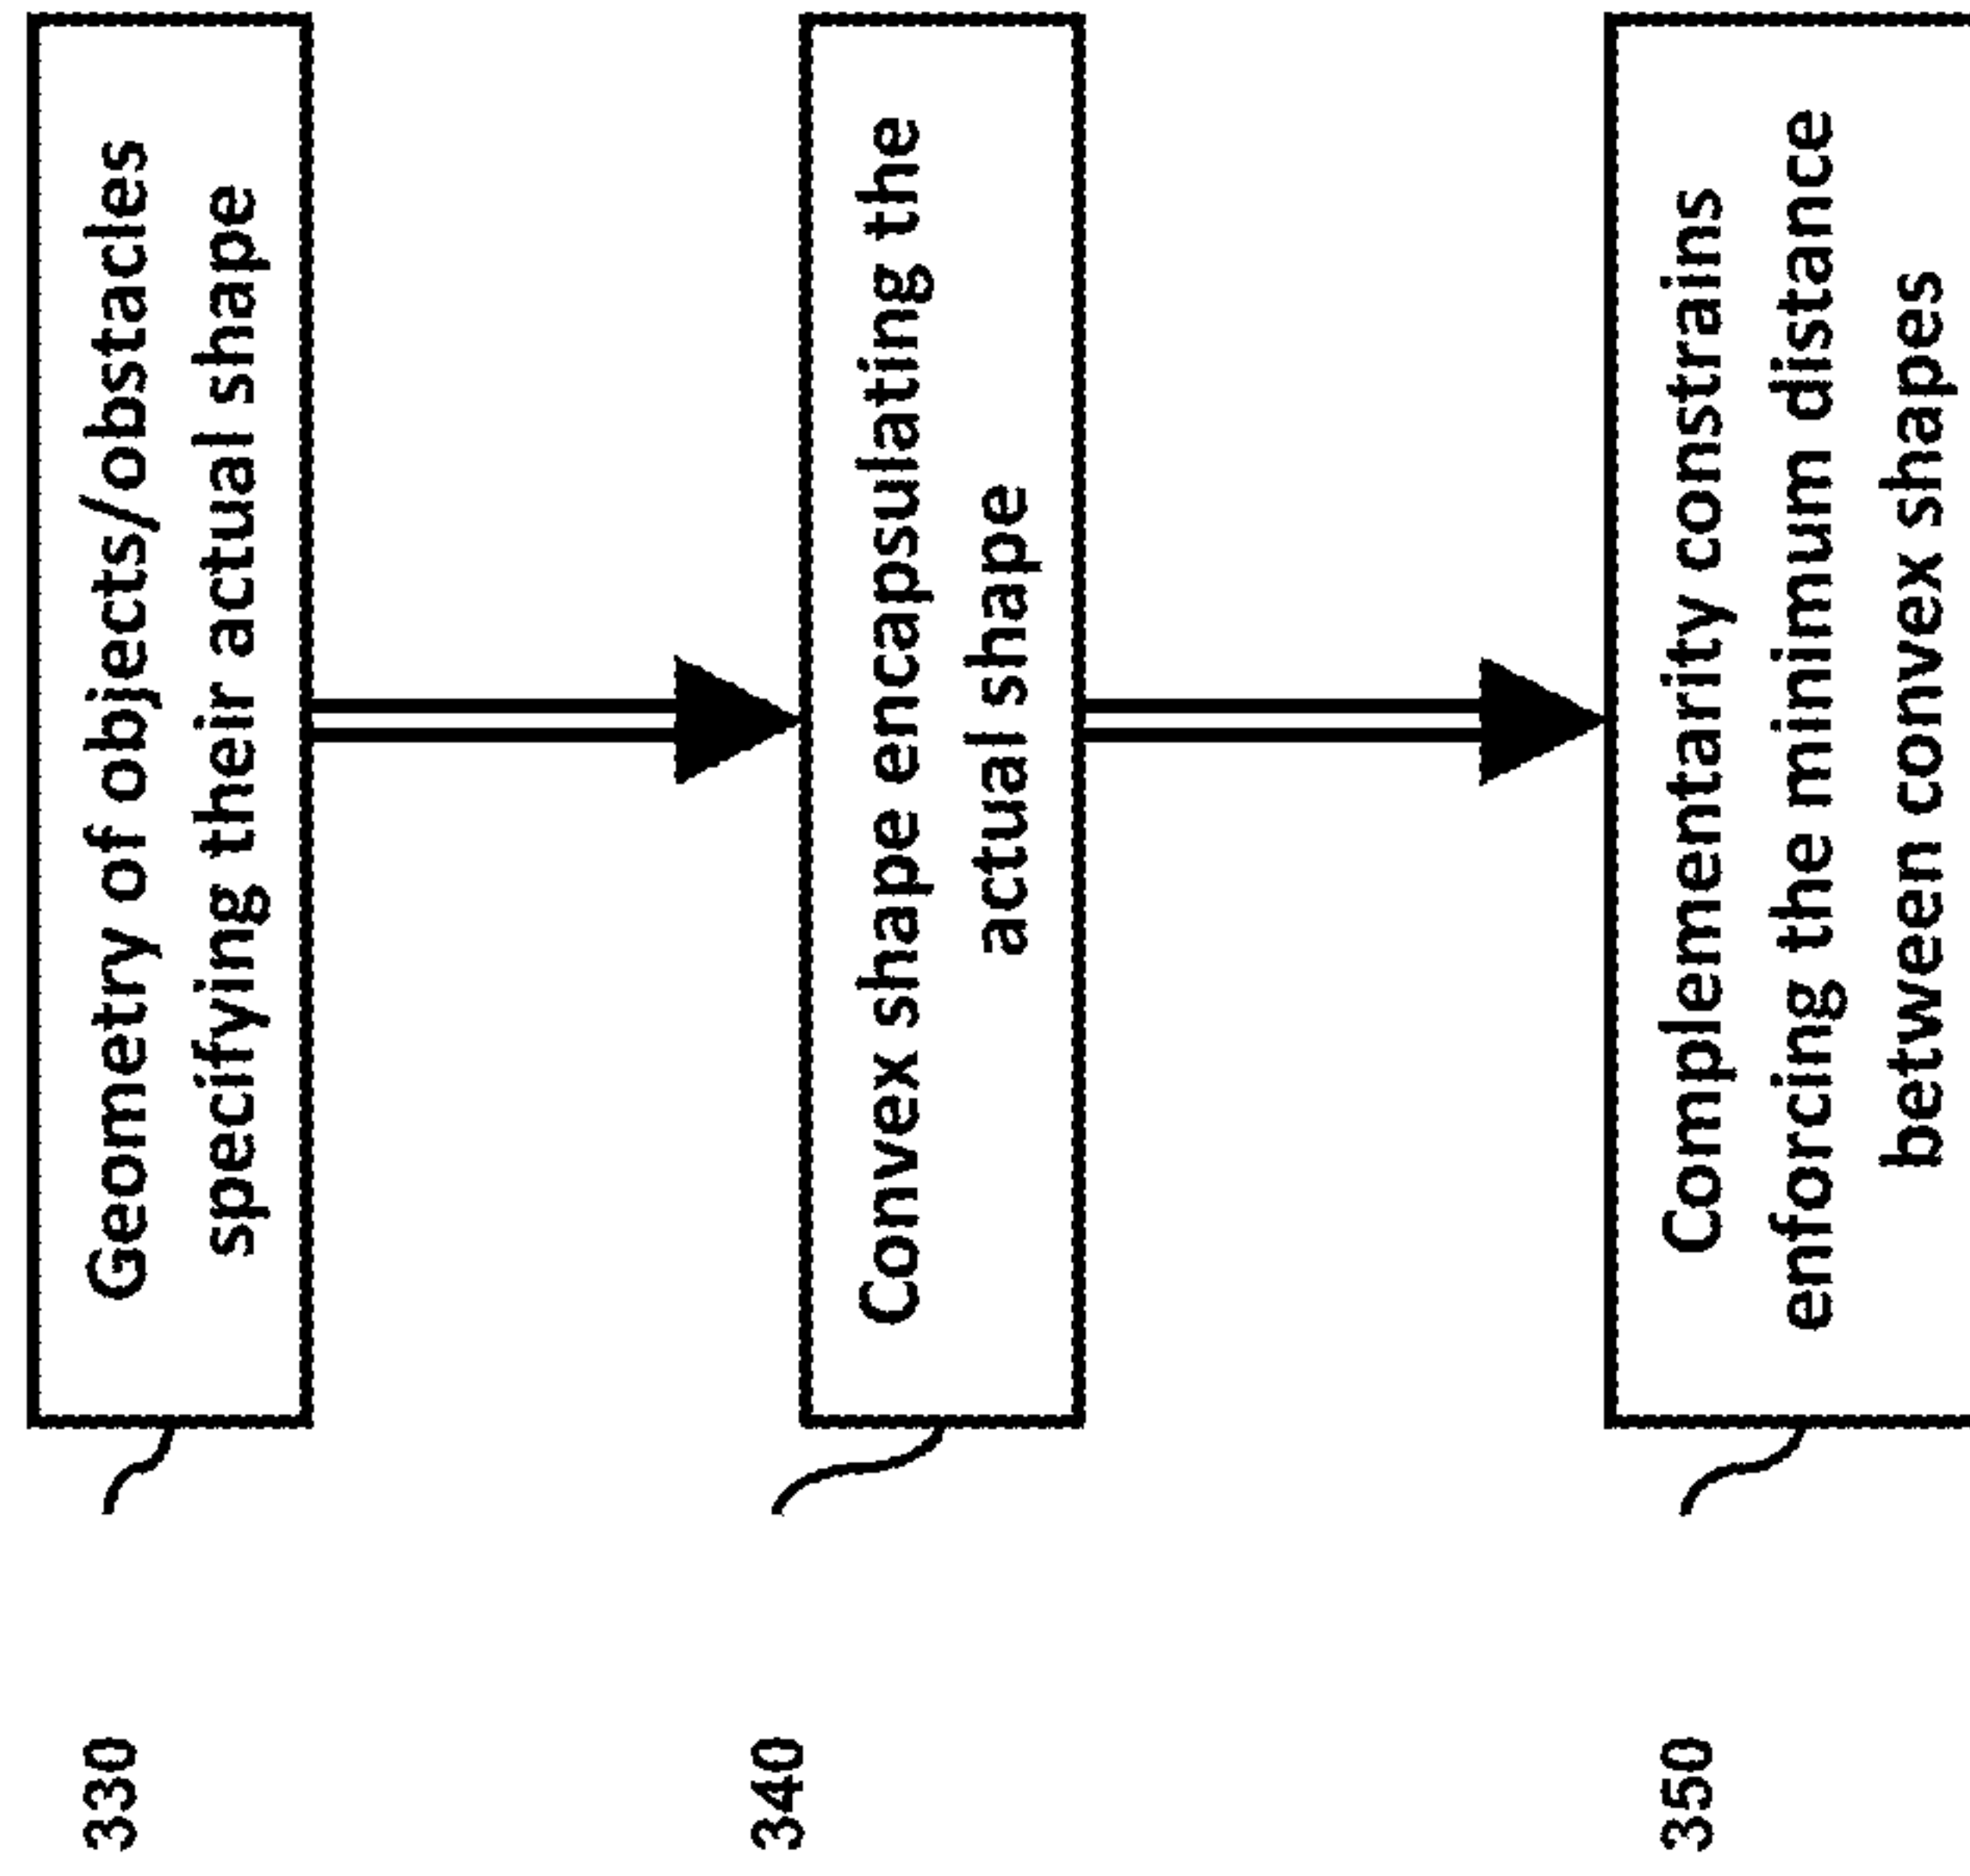 330
Geometry of objects/obstacles
specifying their actual shape
340
Convex shape encapsulating the
actual shape
350
Complementarity constrains
enforcing the minimum distance
between convex shapes